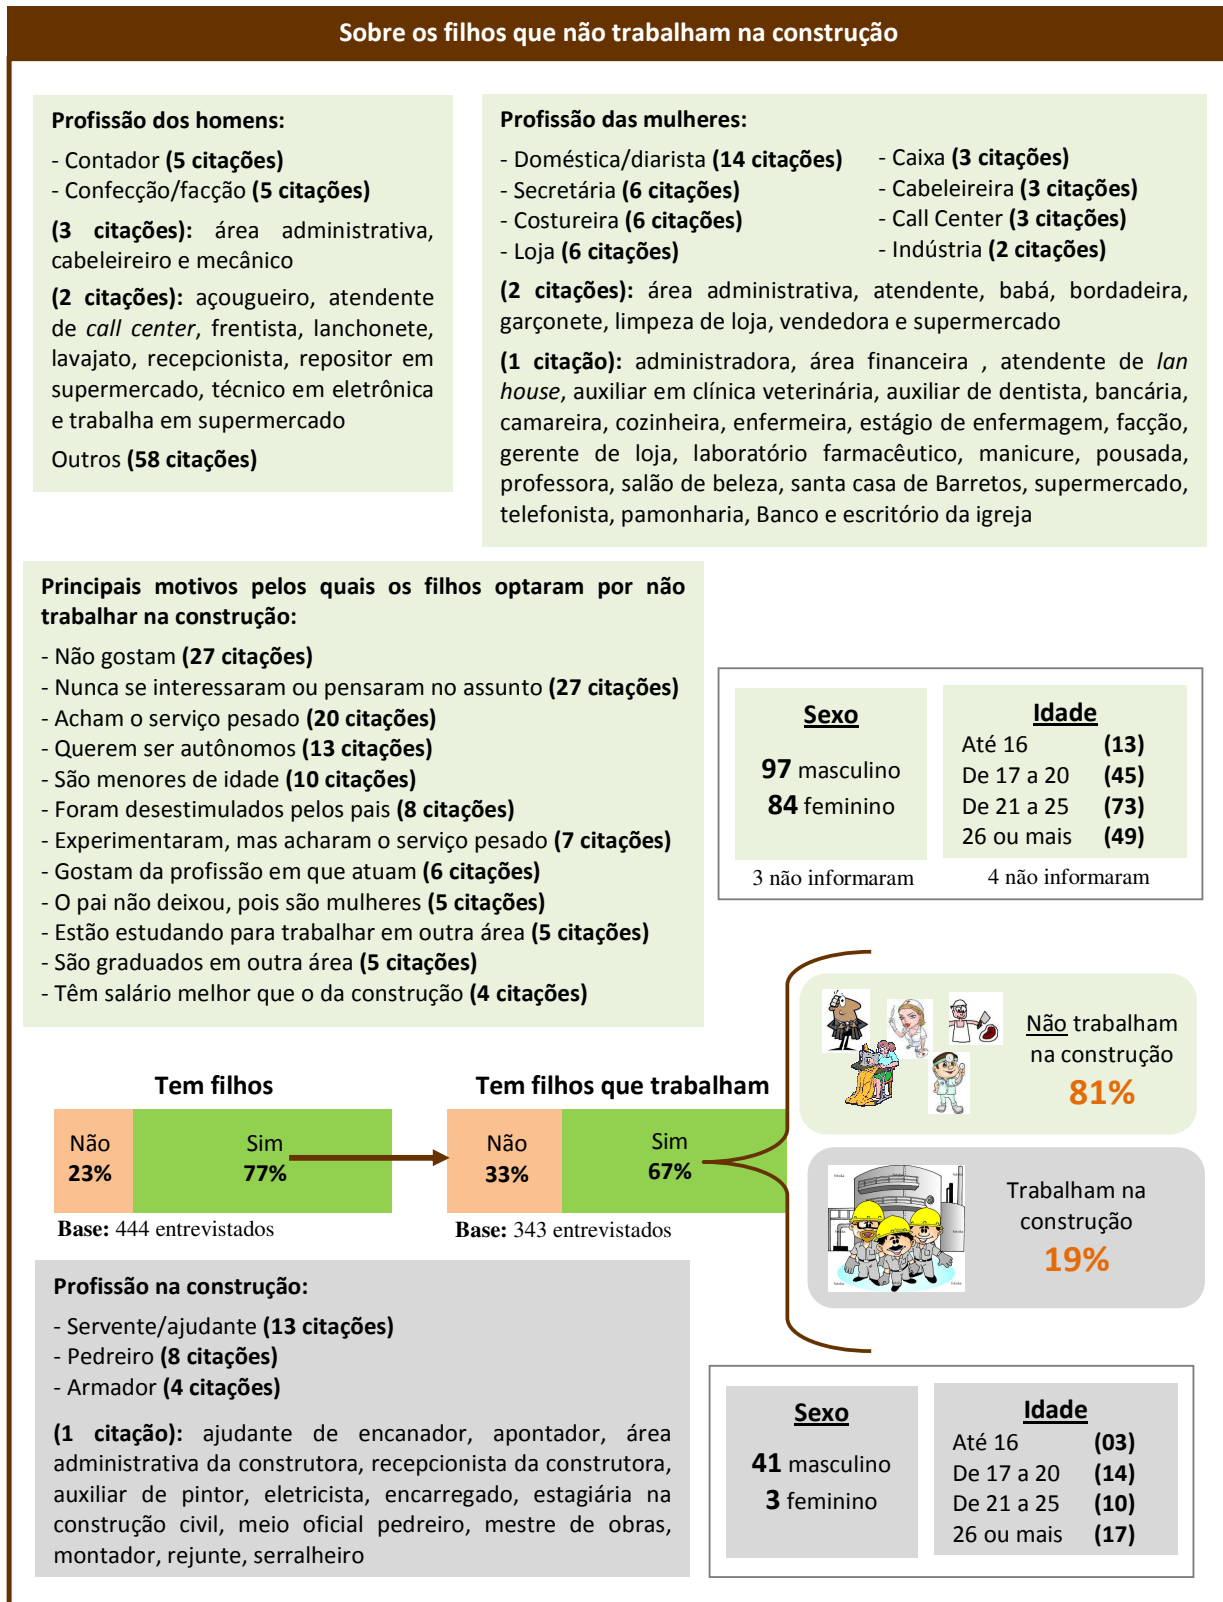 Sobre os filhos que não trabalham na construção
Profissão dos homens:
- Contador (5 citações)
- Confecção/facção (5 citações)
(3 citações): área administrativa,
cabeleireiro e mecânico
(2 citações): açougueiro, atendente
de call center, frentista, lanchonete,
lavajato, recepcionista, repositor em
supermercado, técnico em eletrônica
e trabalha em supermercado
Outros (58 citações)
Profissão das mulheres:
- Doméstica/diarista (14 citações)
- Secretária (6 citações)
- Costureira (6 citações)
- Loja (6 citações)
- Caixa (3 citações)
- Cabeleireira (3 citações)
- Call Center (3 citações)
- Indústria (2 citações)
(2 citações): área administrativa, atendente, babá, bordadeira,
garçonete, limpeza de loja, vendedora e supermercado
(1 citação): administradora, área financeira , atendente de lan
house, auxiliar em clínica veterinária, auxiliar de dentista, bancária,
camareira, cozinheira, enfermeira, estágio de enfermagem, facção,
gerente de loja, laboratório farmacêutico, manicure, pousada,
professora, salão de beleza, santa casa de Barretos, supermercado,
telefonista, pamonharia, Banco e escritório da igreja
Principais motivos pelos quais os filhos optaram por não
trabalhar na construção:
- Não gostam (27 citações)
- Nunca se interessaram ou pensaram no assunto (27 citações)
- Acham o serviço pesado (20 citações)
- Querem ser autônomos (13 citações)
- São menores de idade (10 citações)
- Foram desestimulados pelos pais (8 citações)
- Experimentaram, mas acharam o serviço pesado (7 citações)
- Gostam da profissão em que atuam (6 citações)
- O pai não deixou, pois são mulheres (5 citações)
- Estão estudando para trabalhar em outra área (5 citações)
- São graduados em outra área (5 citações)
- Têm salário melhor que o da construção (4 citações)
Sexo
97 masculino
84 feminino
3 não informaram
Idade
Até 16 (13)
De 17 a 20 (45)
De 21 a 25 (73)
26 ou mais (49)
4 não informaram
Não trabalham
na construção
81%
Tem filhos
Não
23%
Sim
77%
Base: 444 entrevistados
Tem filhos que trabalham
Não
33%
Sim
67%
Base: 343 entrevistados
Trabalham na
construção
19%
Profissão na construção:
- Servente/ajudante (13 citações)
- Pedreiro (8 citações)
- Armador (4 citações)
(1 citação): ajudante de encanador, apontador, área
administrativa da construtora, recepcionista da construtora,
auxiliar de pintor, eletricista, encarregado, estagiária na
construção civil, meio oficial pedreiro, mestre de obras,
montador, rejunte, serralheiro
Sexo
41 masculino
3 feminino
Idade
Até 16 (03)
De 17 a 20 (14)
De 21 a 25 (10)
26 ou mais (17)